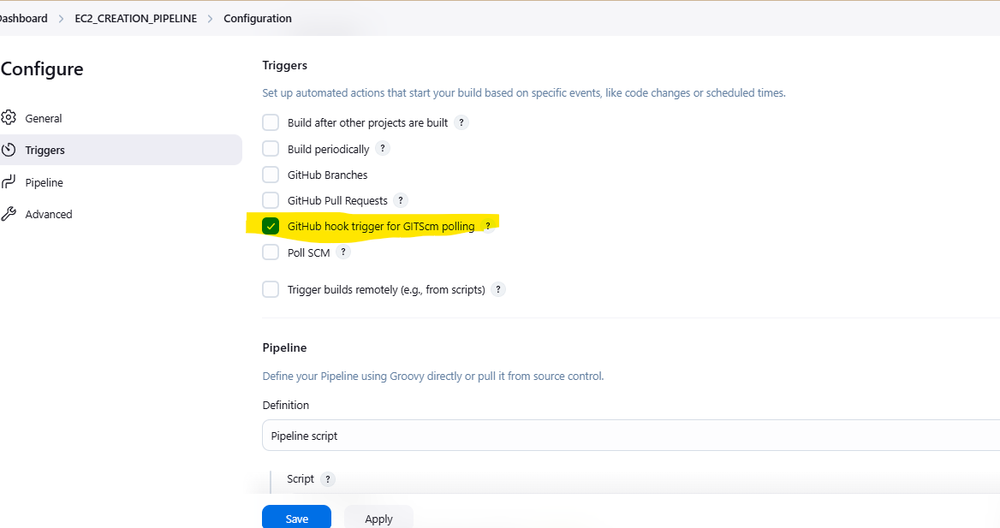 Dashboard > EC2_CREATION_PIPELINE > Configuration
Configure
General
Triggers
Pipeline
Advanced
Triggers
Set up automated actions that start your build based on specific events, like code changes or scheduled times.
Build after other projects are built ?
Build periodically ?
GitHub Branches
GitHub Pull Requests ?
GitHub hook trigger for GITScm polling ?
Poll SCM ?
Trigger builds remotely (e.g., from scripts) ?
Pipeline
Define your Pipeline using Groovy directly or pull it from source control.
Definition
Pipeline script
Script ?
Save Apply